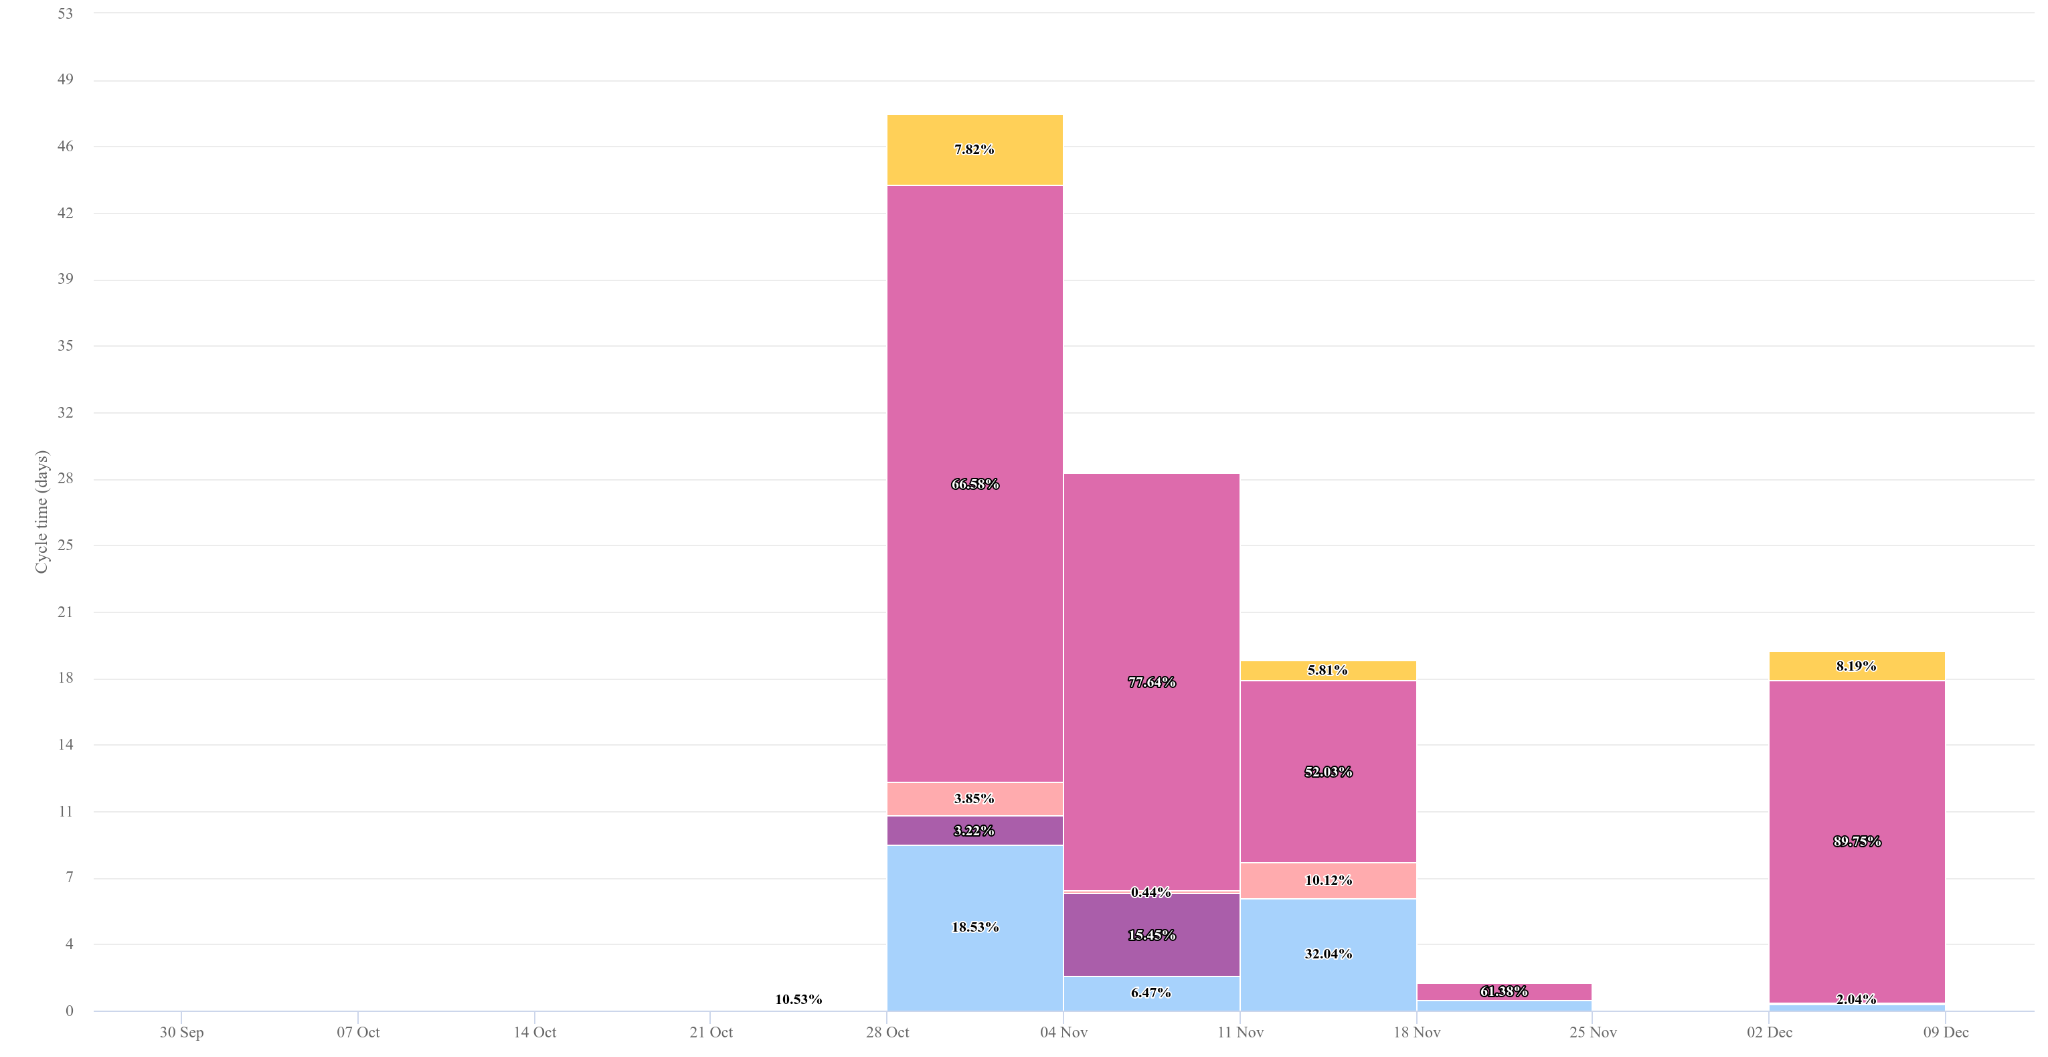 53
49
46
42
39
35
32
28
25
21
18
14
11
7
4
0
Cycle time (days)
7.82%
66.58%
3.85%
3.22%
18.53%
10.53%
77.64%
0.44%
15.45%
6.47%
5.81%
52.03%
10.12%
32.04%
61.38%
8.19%
89.75%
2.04%
30 Sep
07 Oct
14 Oct
21 Oct
28 Oct
04 Nov
11 Nov
18 Nov
25 Nov
02 Dec
09 Dec